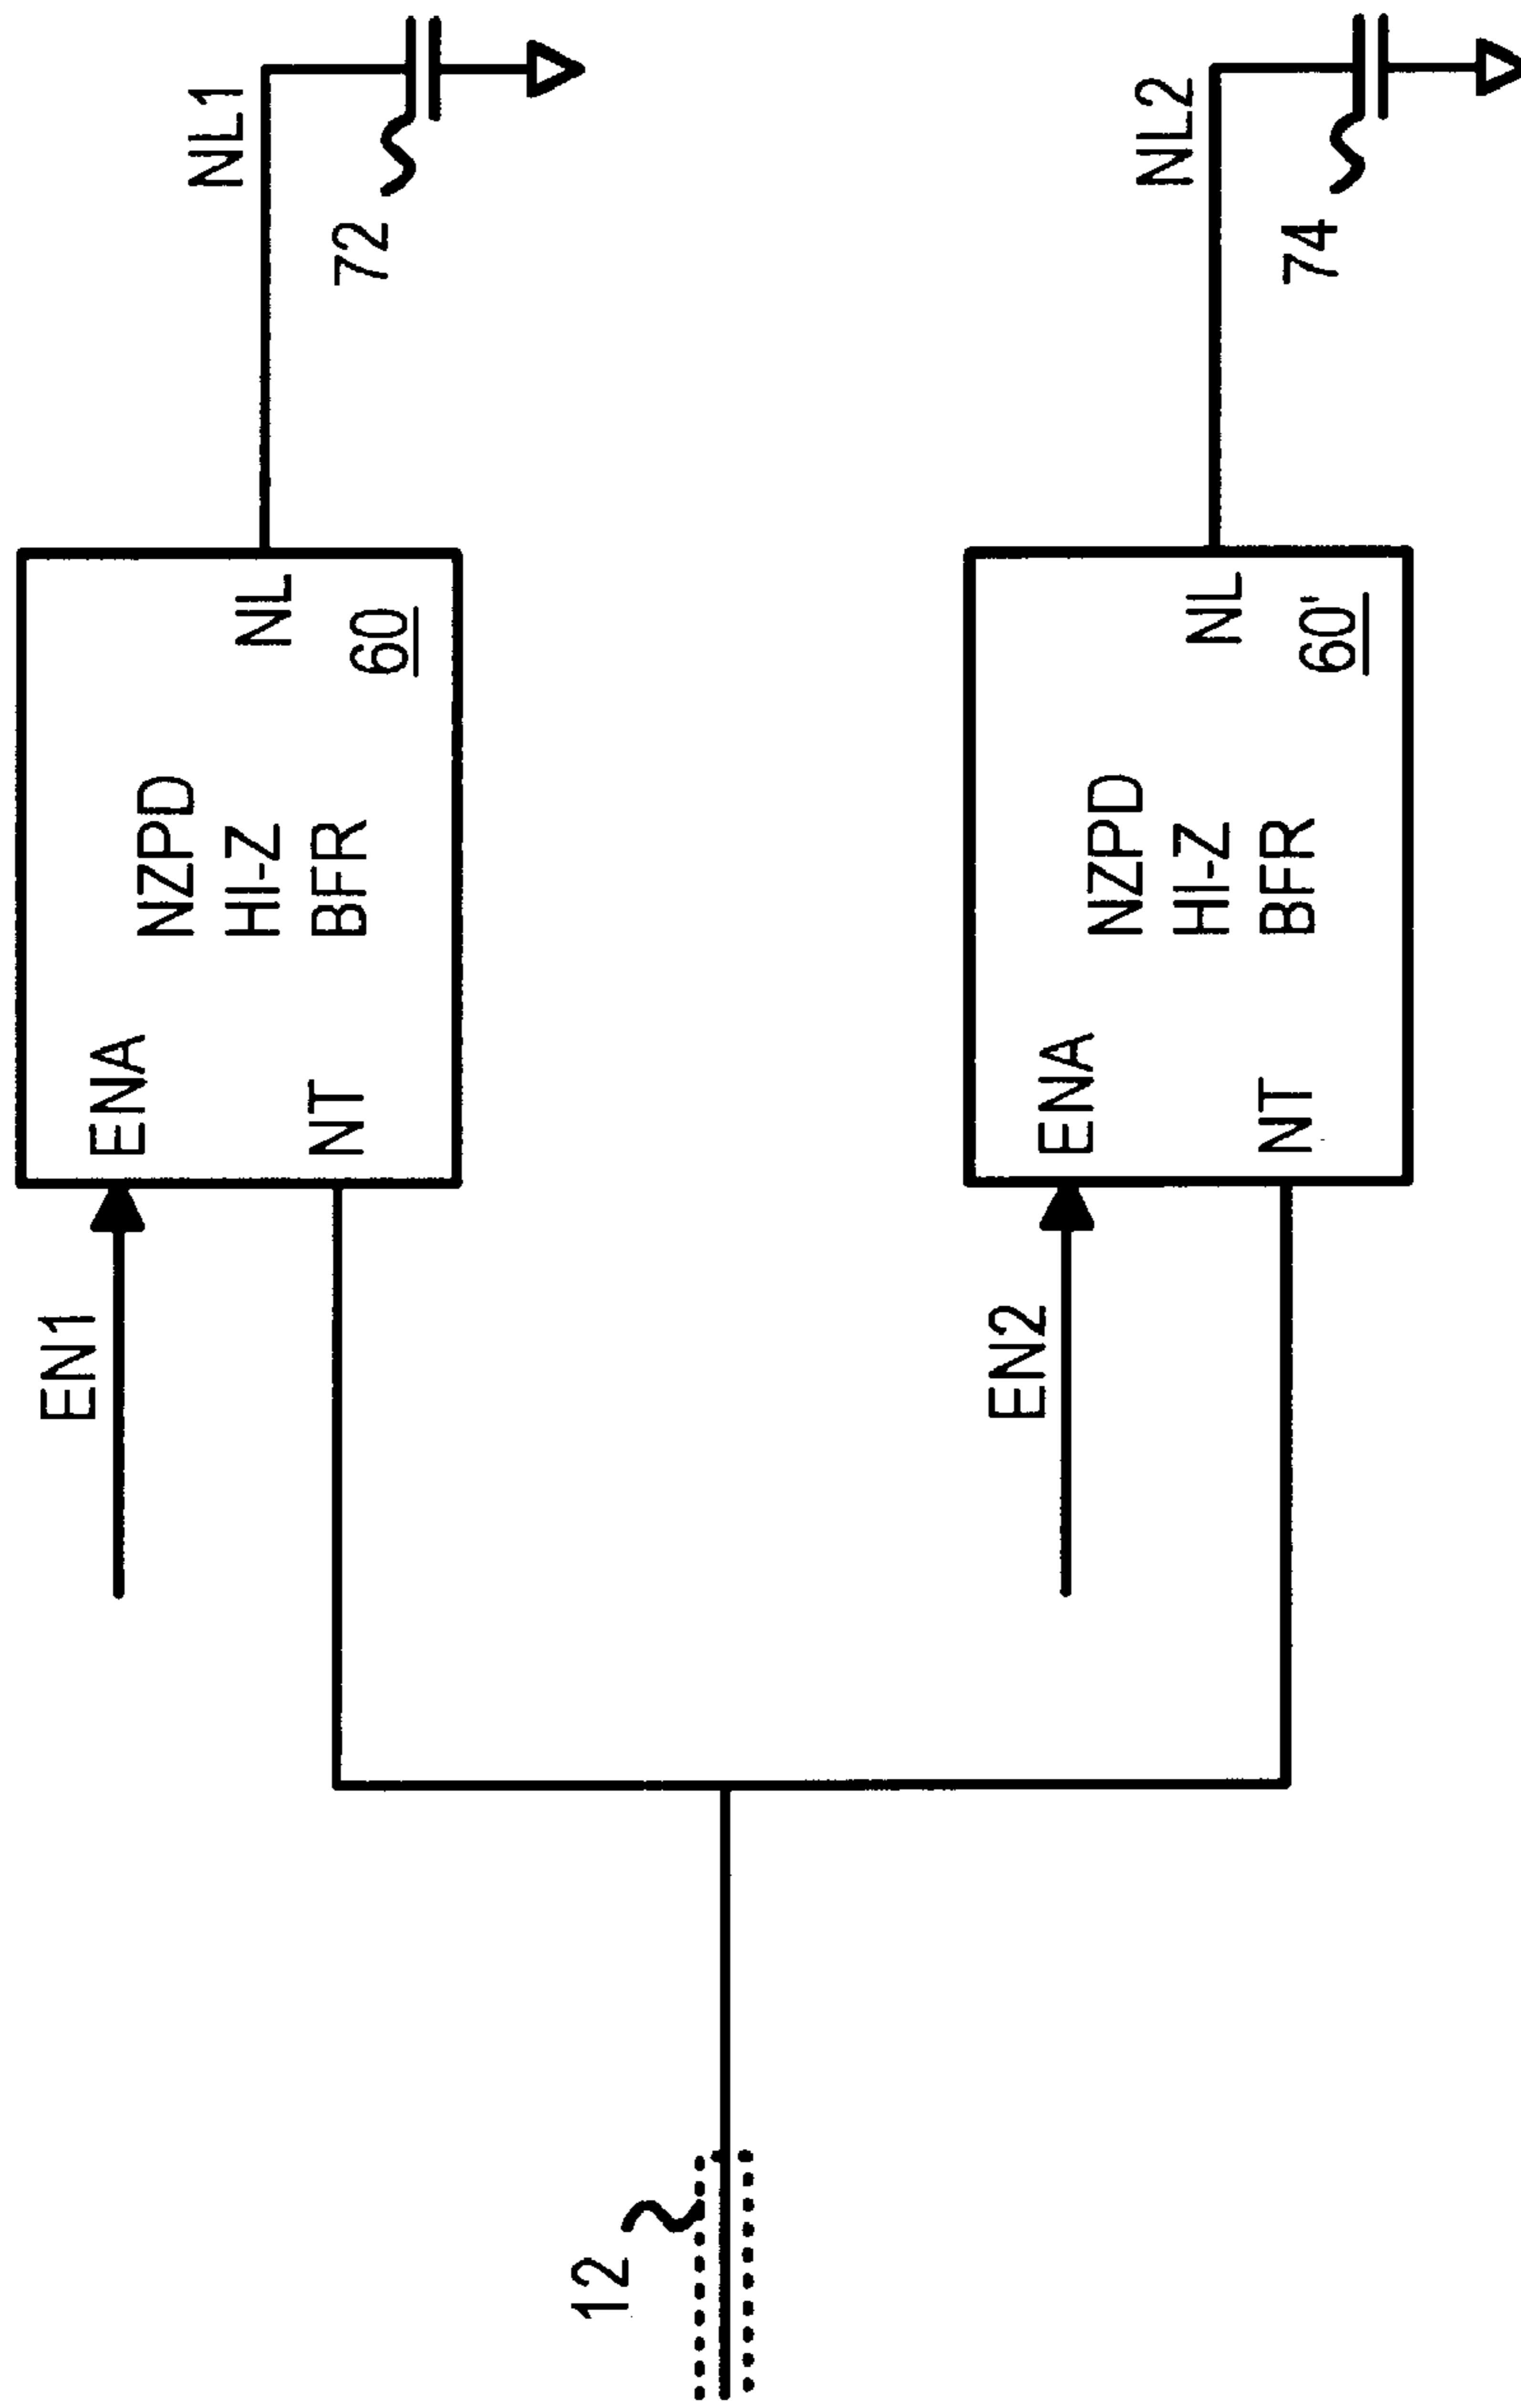 EN1
ENA
NT
NZPD
HI-Z
BFR
NL
60
NL1
72
12
EN2
ENA
NT
NZPD
HI-Z
BFR
NL
60'
NL2
74